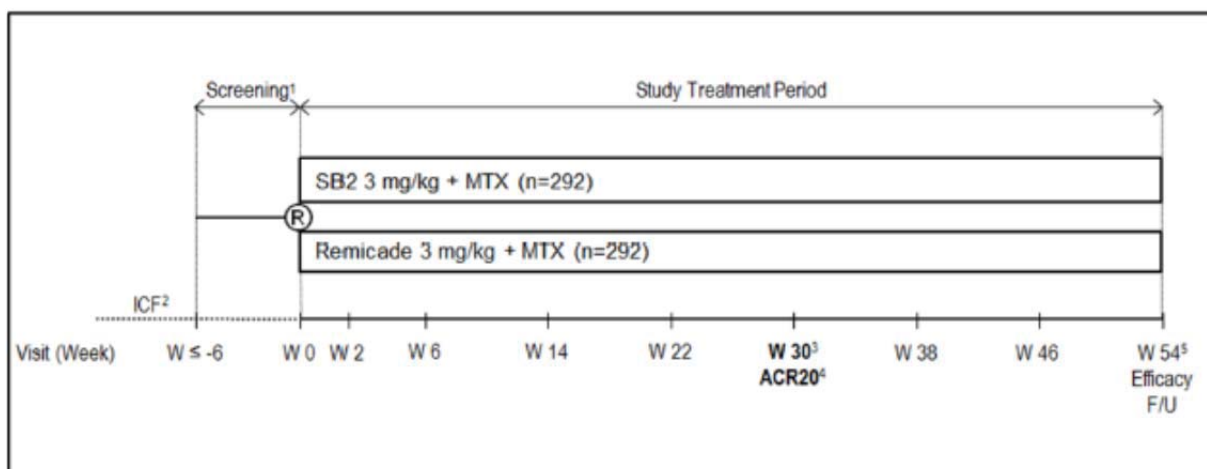 Screening¹ Study Treatment Period
SB2 3 mg/kg + MTX (n=292)
R
Remicade 3 mg/kg + MTX (n=292)
ICF²
Visit (Week) W ≤ -6 W 0 W 2 W 6 W 14 W 22 W 30³ W 38 W 46 W 54⁵
ACR20⁴ Efficacy
F/U